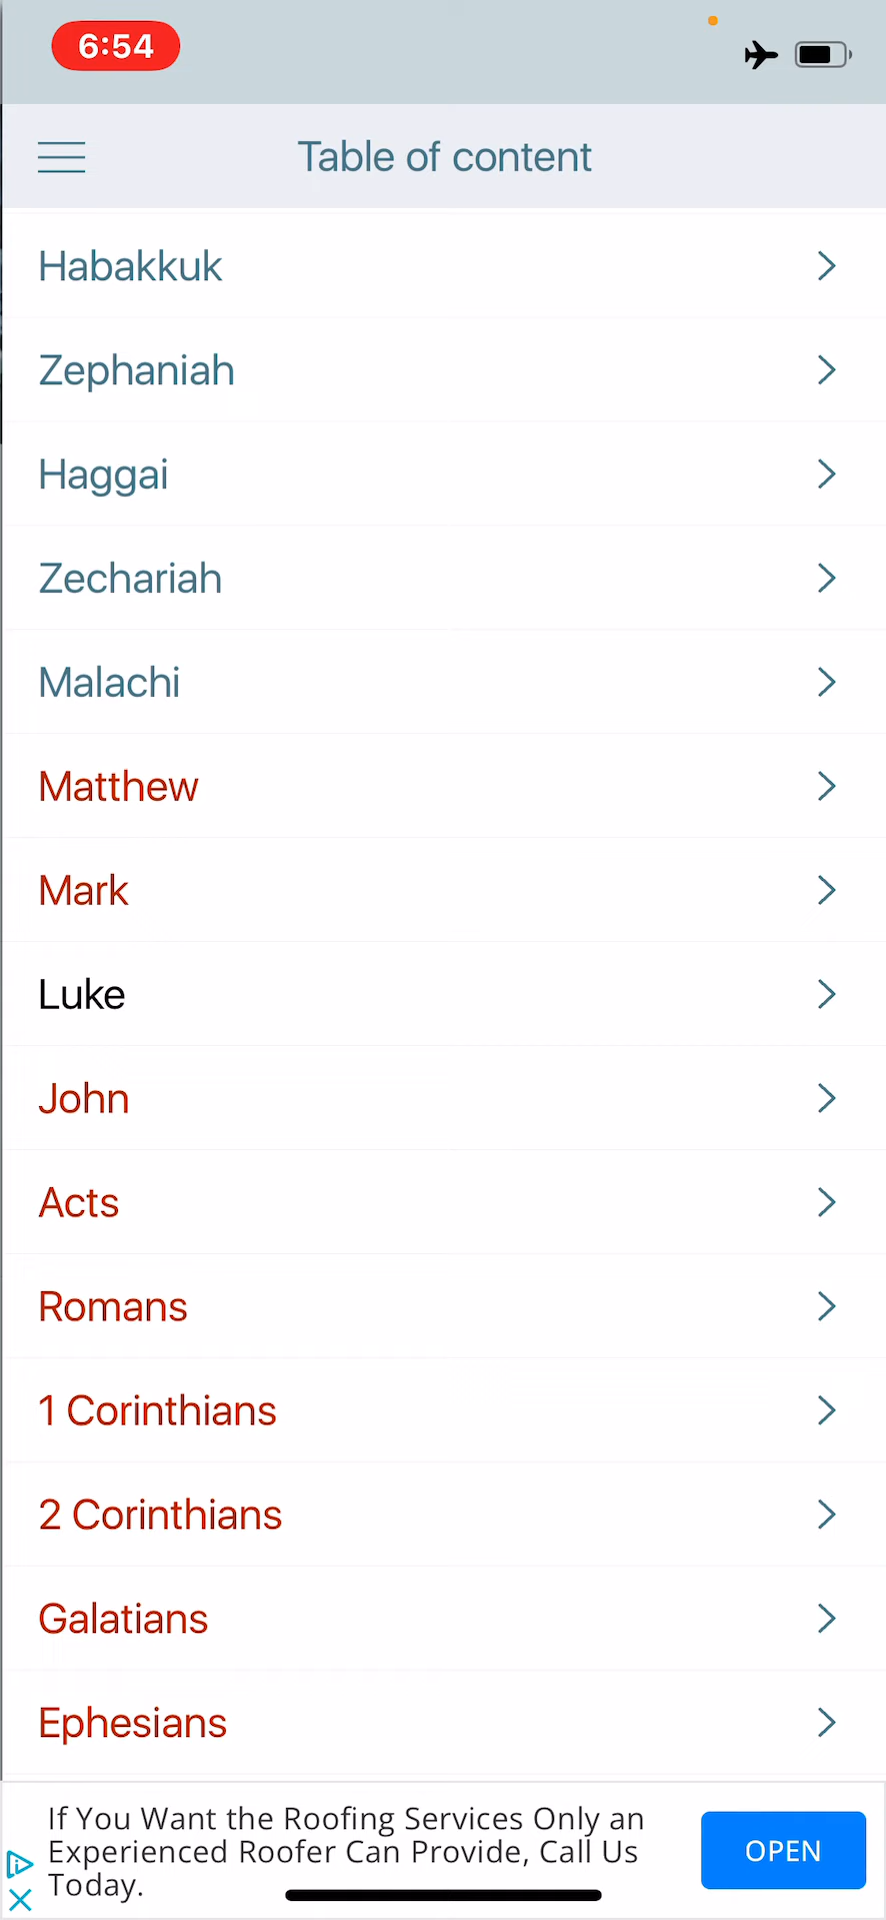 6:54
Table of content
Habakkuk
Zephaniah
Haggai
Zechariah
Malachi
Matthew
Mark
Luke
John
Acts
Romans
1 Corinthians
2 Corinthians
Galatians
Ephesians
If You Want the Roofing Services Only an
Experienced Roofer Can Provide, Call Us
Today.
OPEN